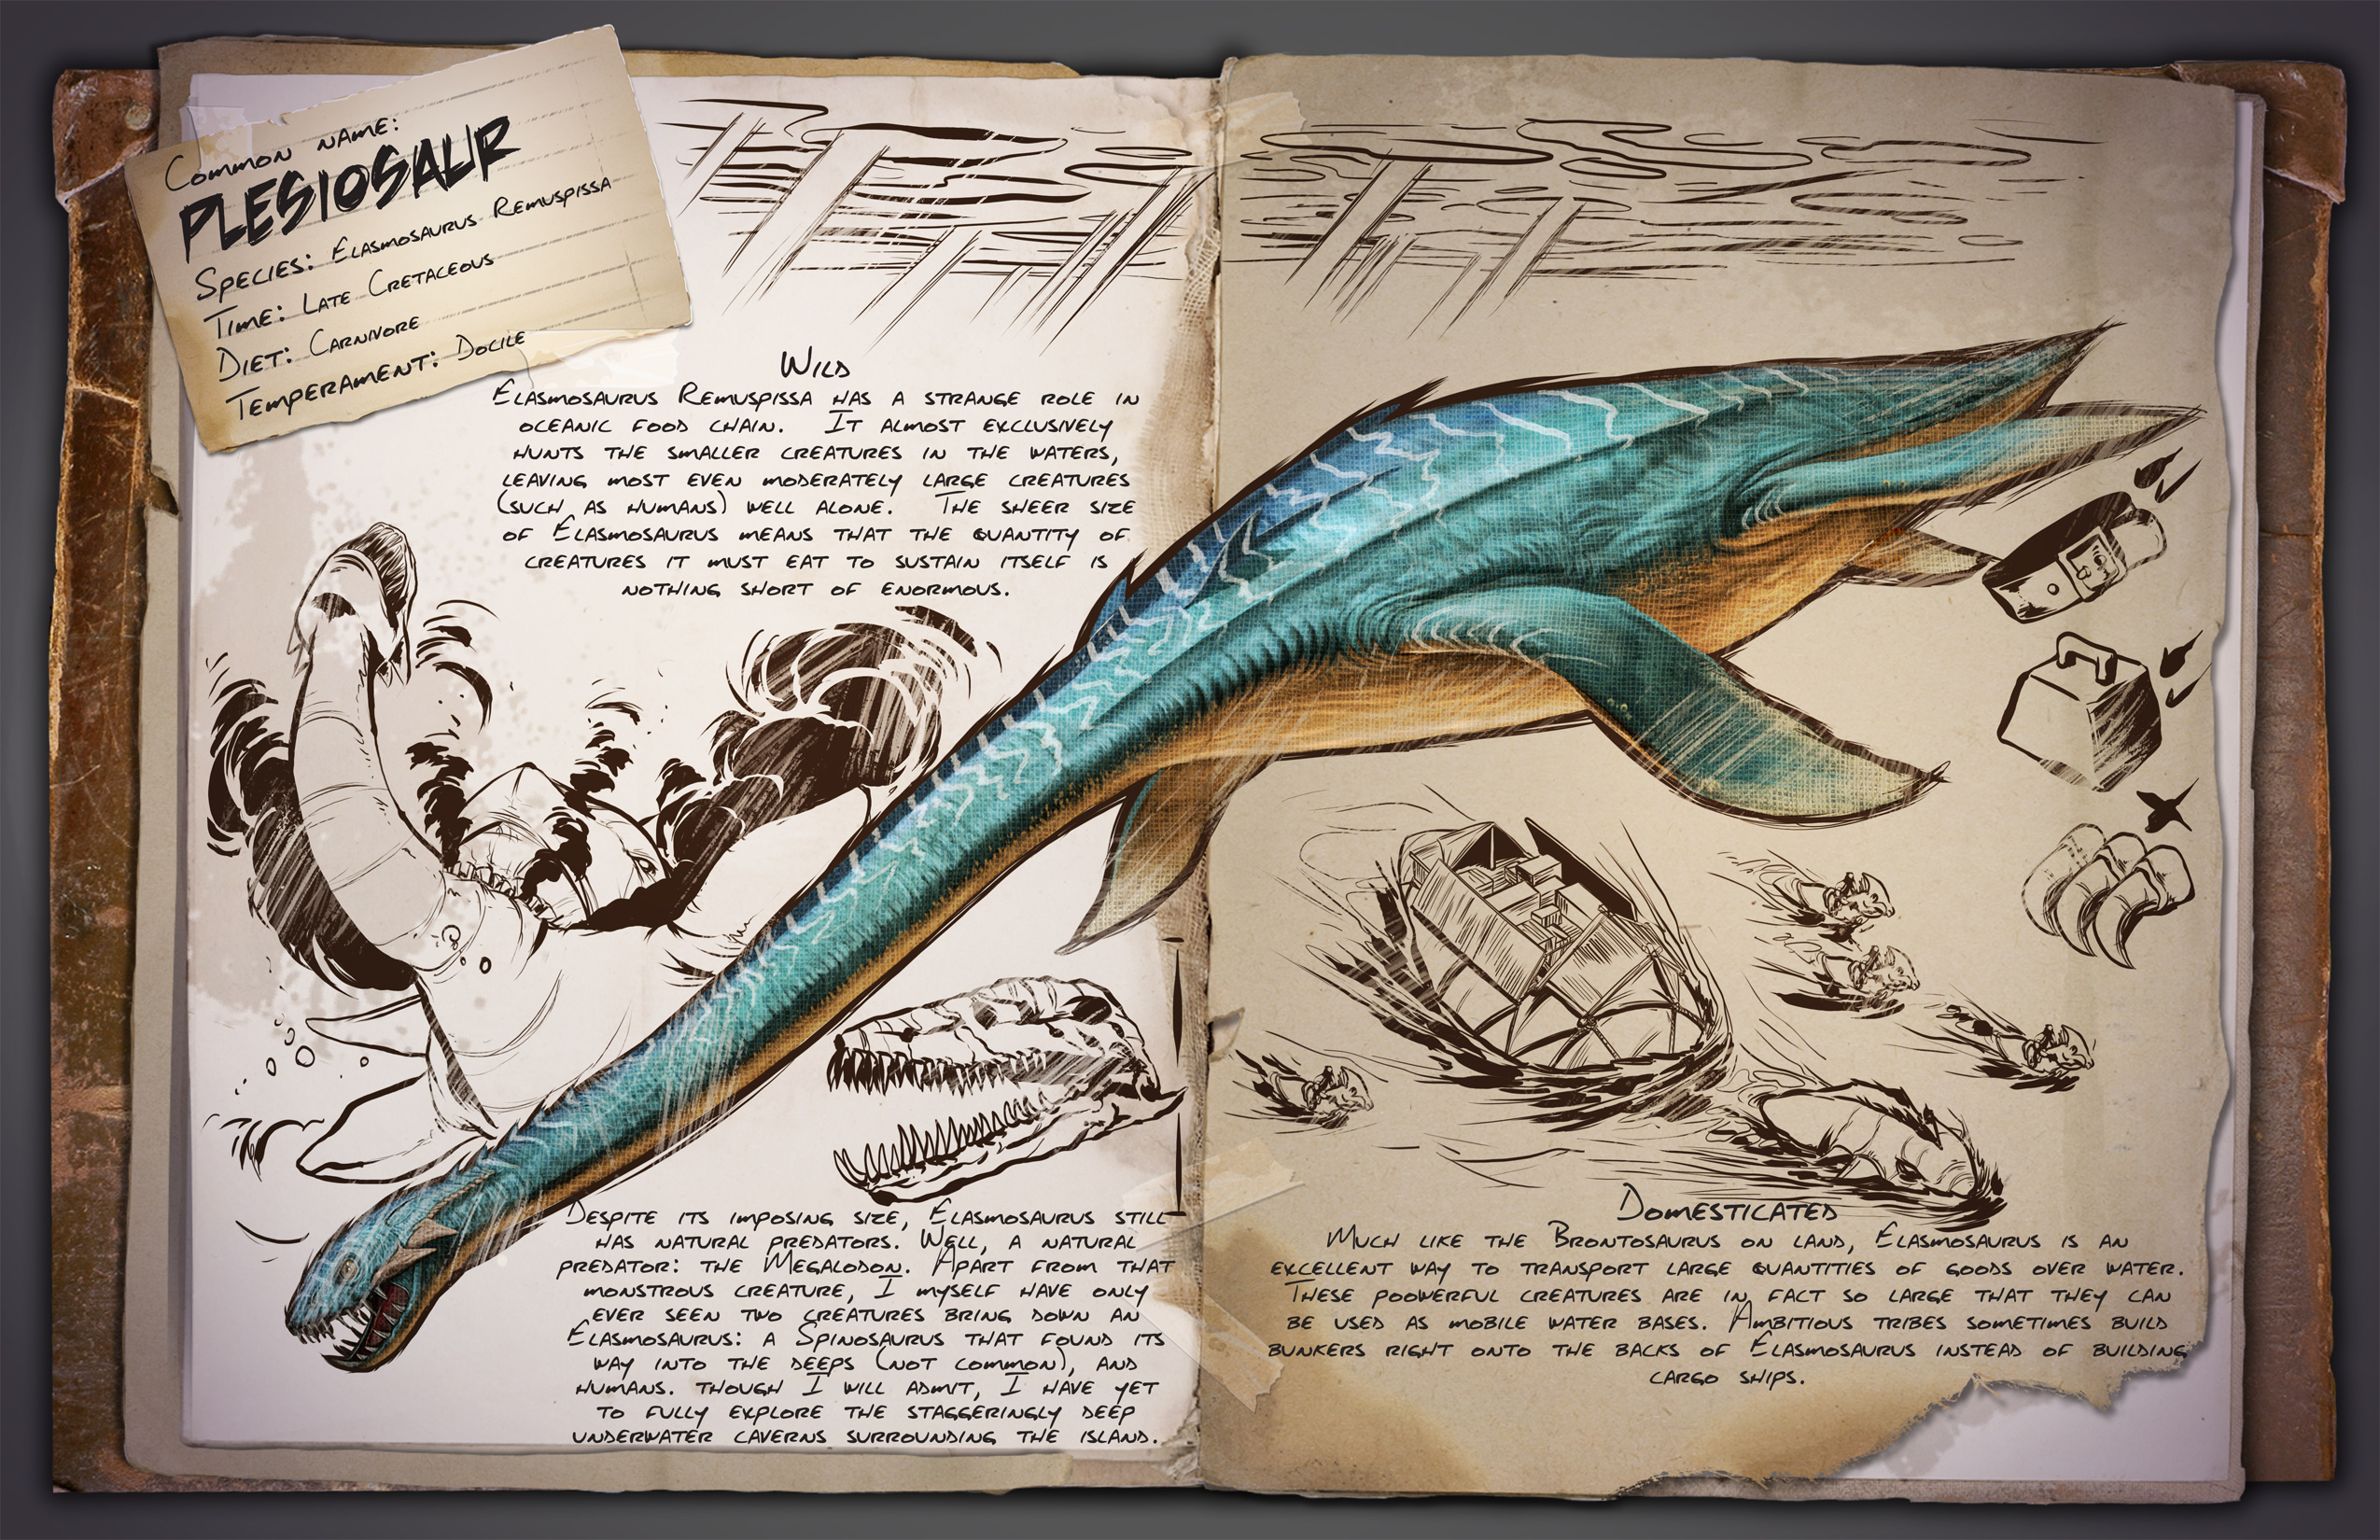 Common name:
PLESIOSAUR
Species: Elasmosaurus Remuspissa
Time: Late Cretaceous
Diet: Carnivore
Temperament: Docile
Wild
Elasmosaurus Remuspissa has a strange role in
oceanic food chain. It almost exclusively
hunts the smaller creatures in the waters,
leaving most even moderately large creatures
(such as humans) well alone. The sheer size
of Elasmosaurus means that the quantity of
creatures it must eat to sustain itself is
nothing short of enormous.
Despite its imposing size, Elasmosaurus still
has natural predators. Well, a natural
predator: the Megalodon. Apart from that
monstrous creature, I myself have only
ever seen two creatures bring down an
Elasmosaurus: a Spinosaurus that found its
way into the deeps (not common), and
humans. though I will admit, I have yet
to fully explore the staggeringly deep
underwater caverns surrounding the island.
Domesticated
Much like the Brontosaurus on land, Elasmosaurus is an
excellent way to transport large quantities of goods over water.
These poowerful creatures are in fact so large that they can
be used as mobile water bases. Ambitious tribes sometimes build
bunkers right onto the backs of Elasmosaurus instead of building
cargo ships.